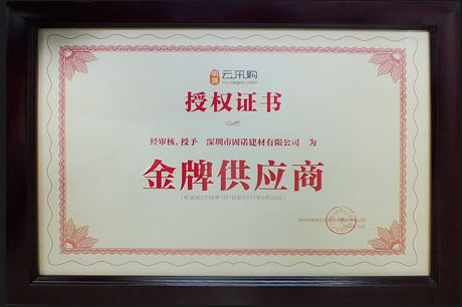 云采购
授权证书
经审核，授予 深圳市固诺建材有限公司 为
金牌供应商